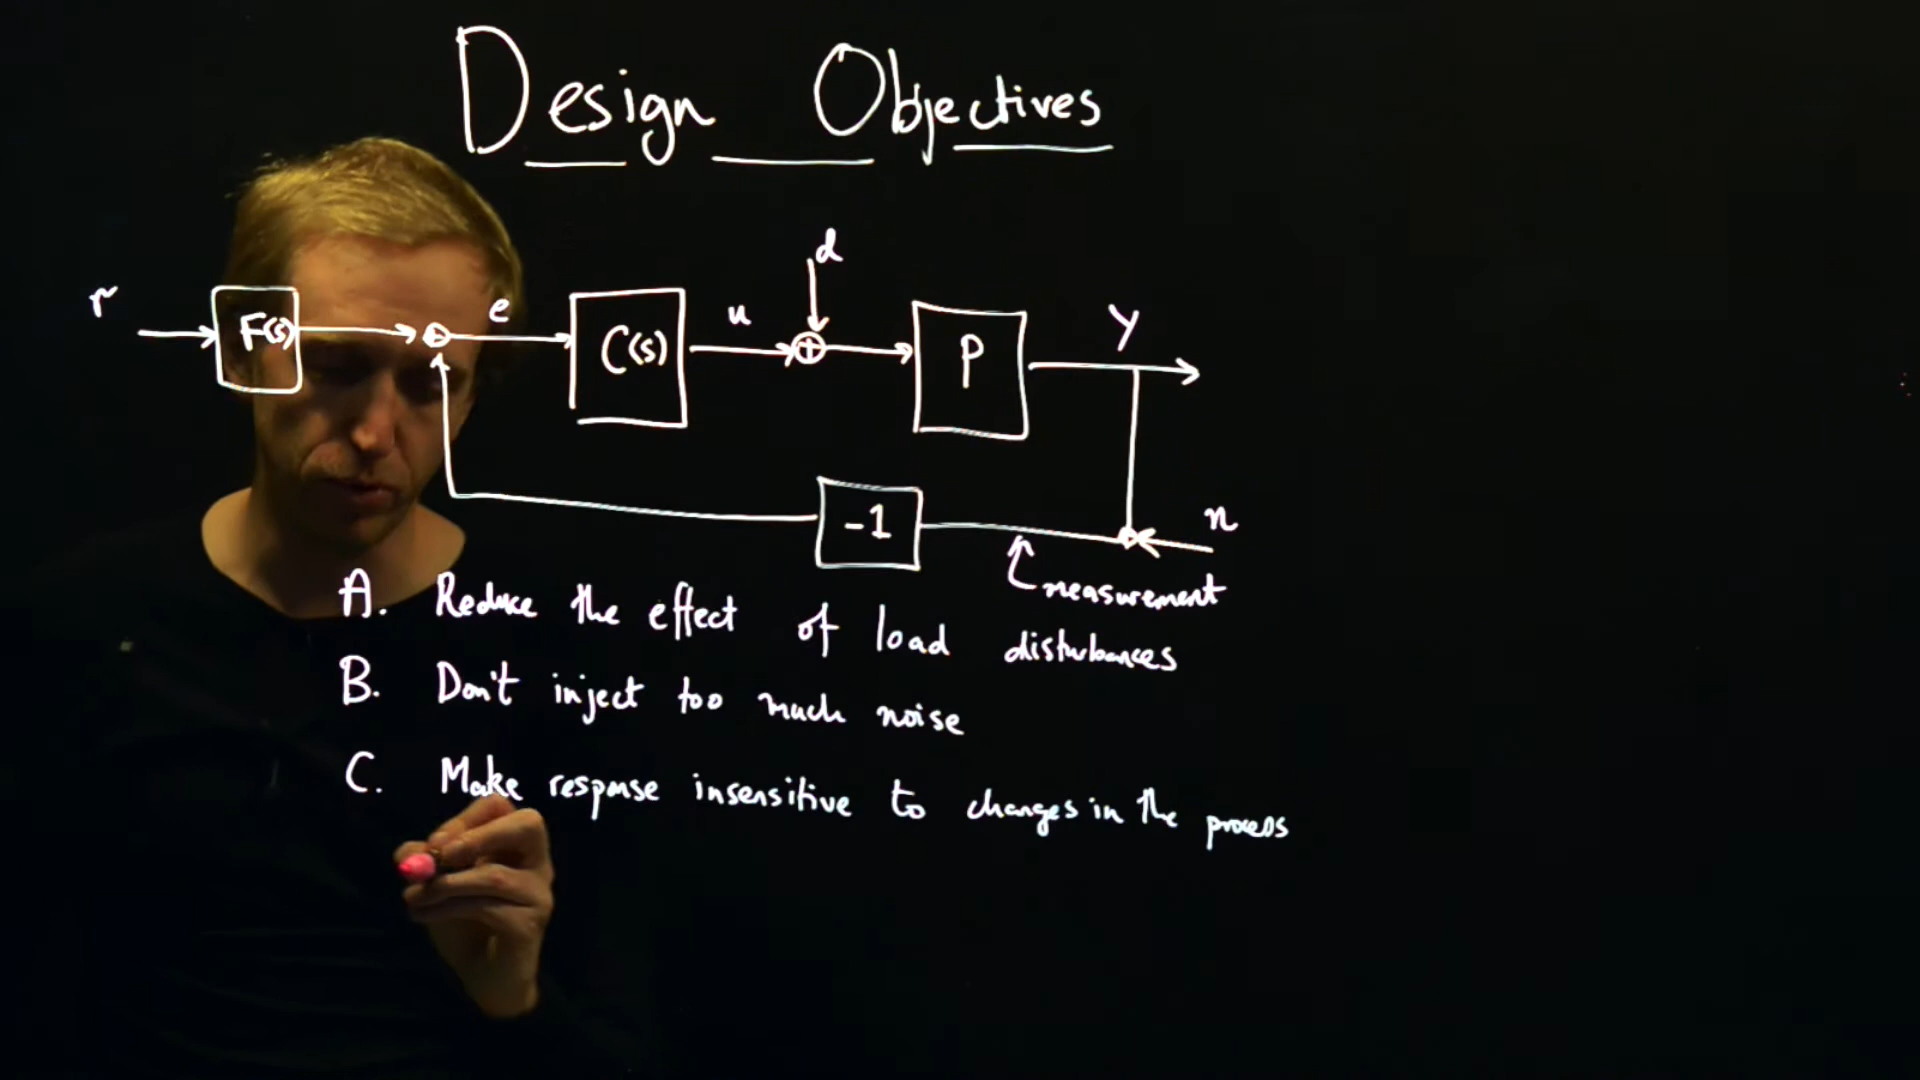 Design Objectives
d
r
F(s)
e
C(s)
u
P
y
-1
n
measurement
A. Reduce the effect of load disturbances
B. Don't inject too much noise
C. Make response insensitive to changes in the process